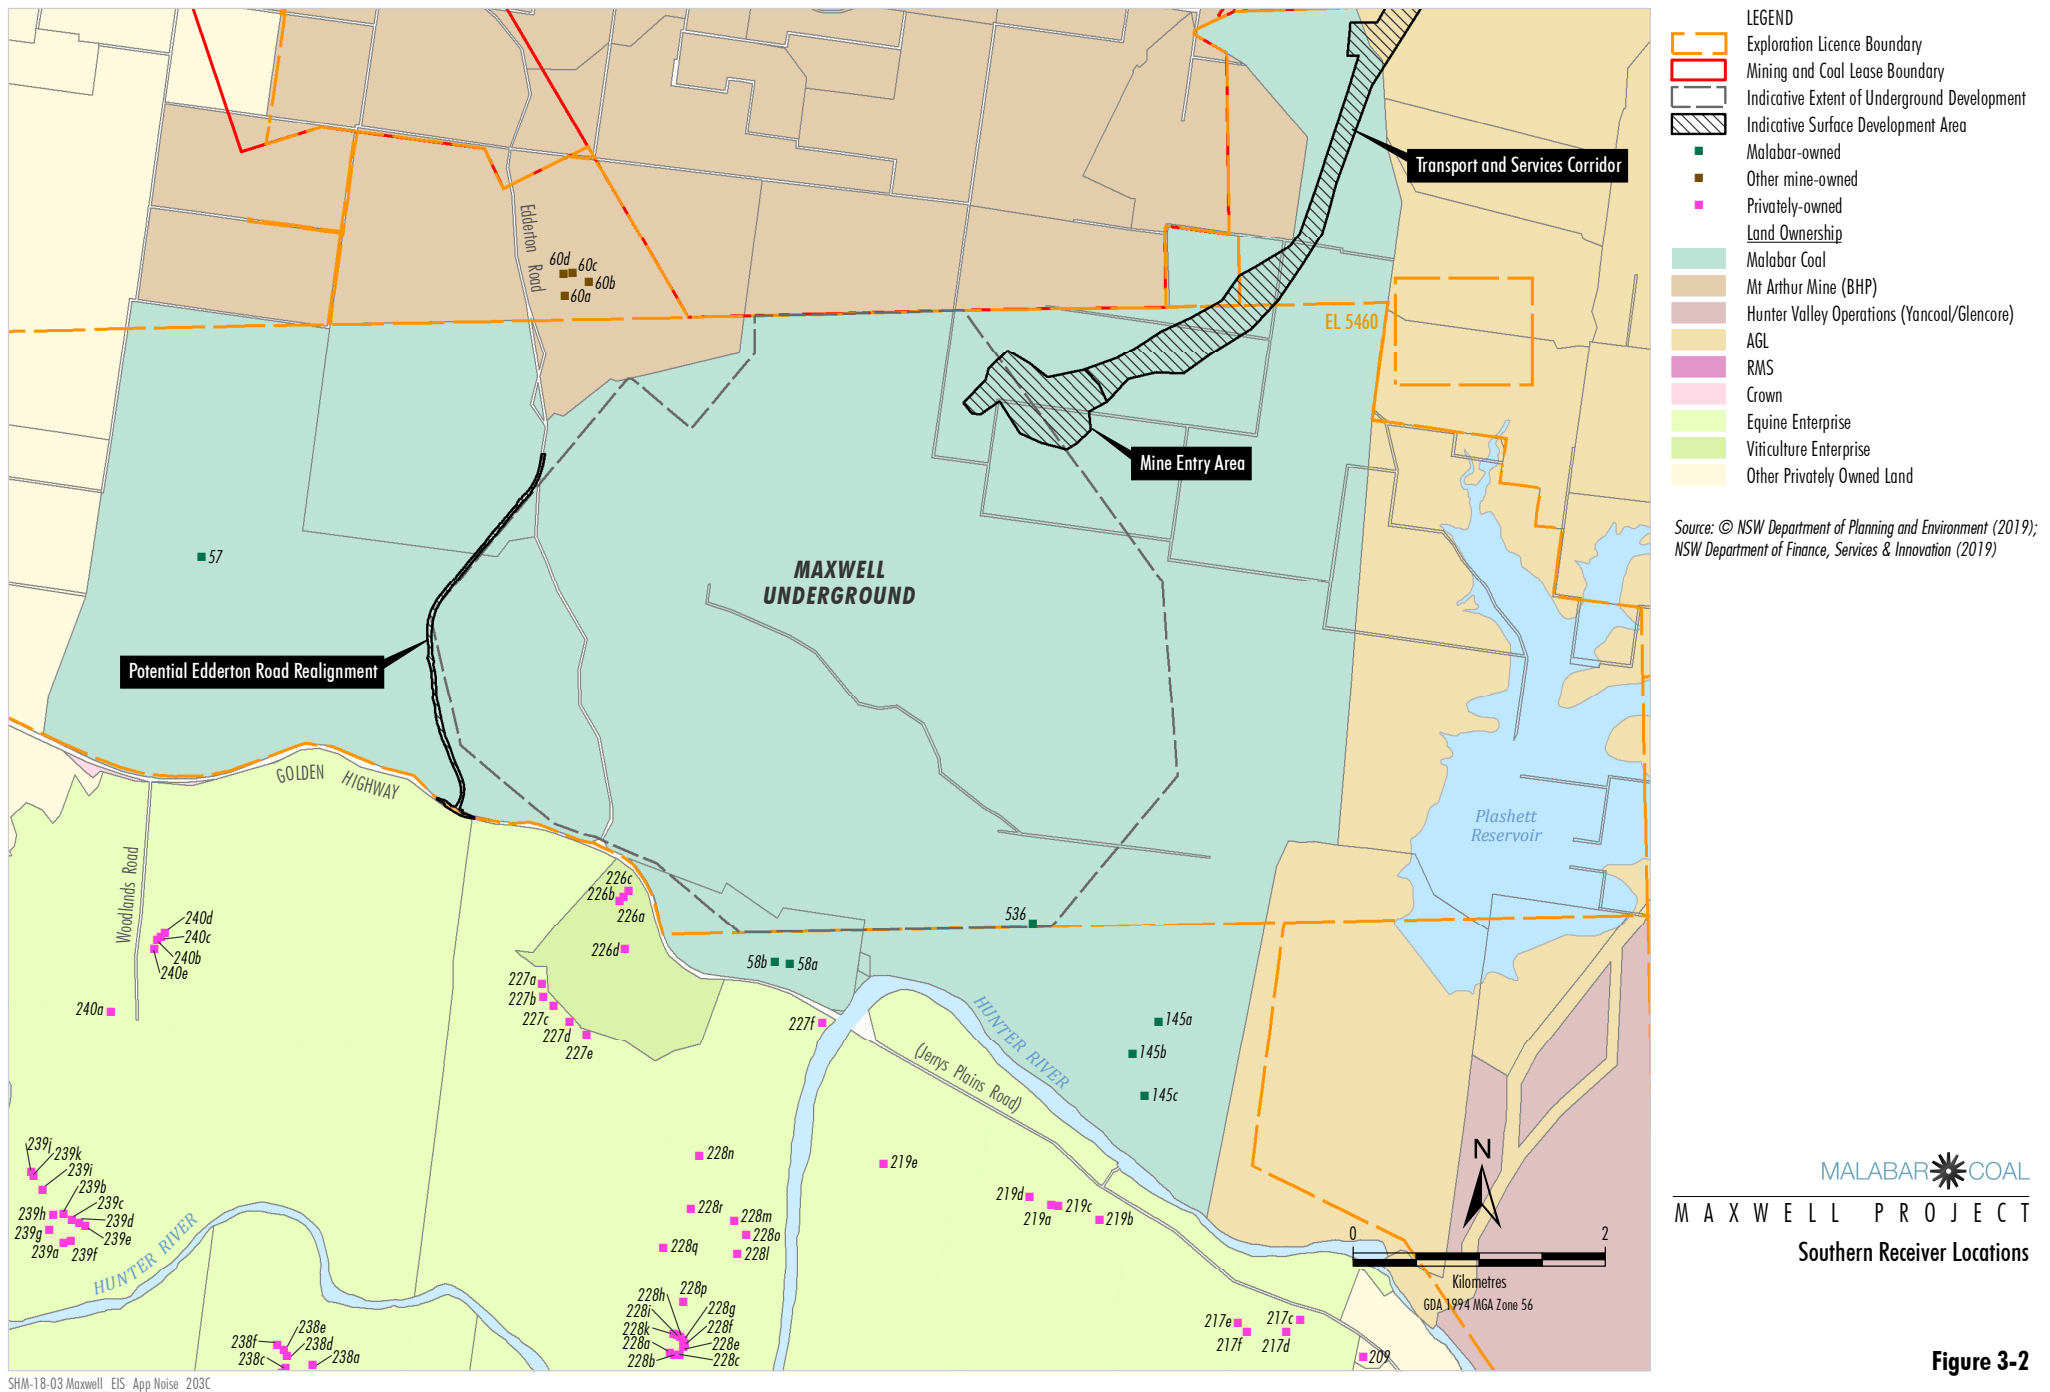 LEGEND
Exploration Licence Boundary
Mining and Coal Lease Boundary
Indicative Extent of Underground Development
Indicative Surface Development Area
Malabar-owned
Other mine-owned
Privately-owned
Land Ownership
Malabar Coal
Mt Arthur Mine (BHP)
Hunter Valley Operations (Yancoal/Glencore)
AGL
RMS
Crown
Equine Enterprise
Viticulture Enterprise
Other Privately Owned Land
Source: © NSW Department of Planning and Environment (2019);
NSW Department of Finance, Services & Innovation (2019)
Transport and Services Corridor
Edderton Road
60d
60c
60b
60a
EL 5460
Mine Entry Area
57
MAXWELL
UNDERGROUND
Potential Edderton Road Realignment
GOLDEN HIGHWAY
Plashett
Reservoir
Woodlands Road
226c
226b
226a
226d
536
240d
240c
240b
240e
240a
58b
58a
227a
227b
227c
227d
227e
227f
HUNTER RIVER
145a
145b
145c
(Jerrys Plains Road)
239j
239k
239i
239b
239c
239h
239d
239g
239e
239a
239f
HUNTER RIVER
228n
219e
228r
228m
228o
228q
228l
219d
219a
219c
219b
228p
228h
228g
228i
228f
228k
228e
228a
228b
228c
238e
238f
238d
238c
238a
217e
217c
217f
217d
209
N
0
2
Kilometres
GDA 1994 MGA Zone 56
MALABAR COAL
MAXWELL PROJECT
Southern Receiver Locations
Figure 3-2
SHM-18-03 Maxwell_EIS_App Noise_203C